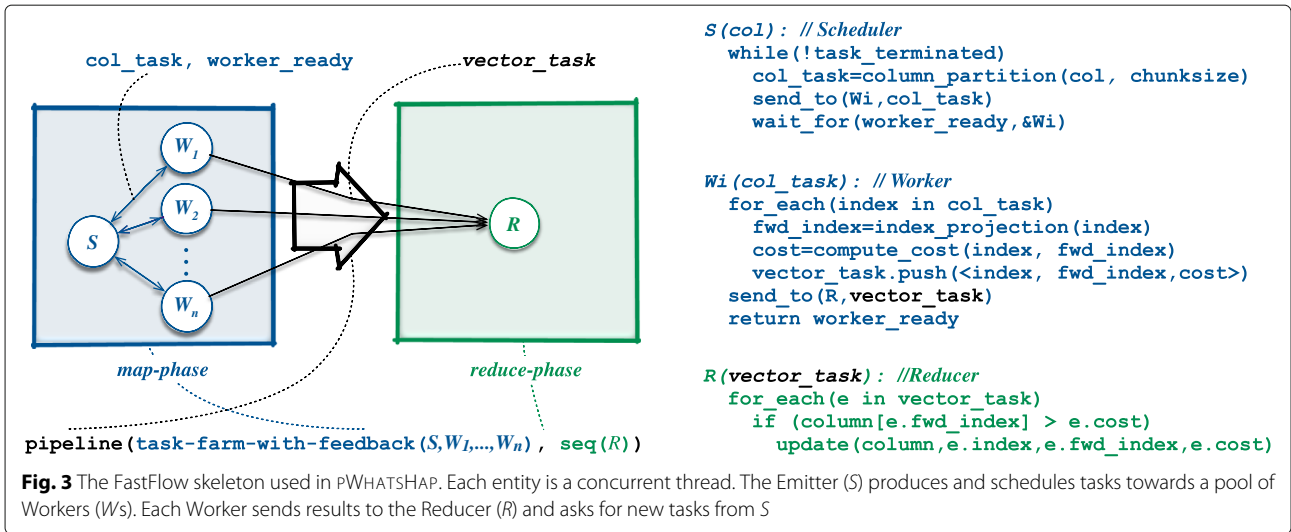 col_task, worker_ready
vector_task
W1
W2
S
Wn
R
map-phase
reduce-phase
pipeline(task-farm-with-feedback(S,W1,...,Wn), seq(R))
S(col): // Scheduler
while(!task_terminated)
col_task=column_partition(col, chunksize)
send_to(Wi,col_task)
wait_for(worker_ready,&Wi)
Wi(col_task): // Worker
for_each(index in col_task)
fwd_index=index_projection(index)
cost=compute_cost(index, fwd_index)
vector_task.push(<index, fwd_index,cost>)
send_to(R,vector_task)
return worker_ready
R(vector_task): //Reducer
for_each(e in vector_task)
if (column[e.fwd_index] > e.cost)
update(column,e.index,e.fwd_index,e.cost)
Fig. 3 The FastFlow skeleton used in PWHATSHAP. Each entity is a concurrent thread. The Emitter (S) produces and schedules tasks towards a pool of
Workers (Ws). Each Worker sends results to the Reducer (R) and asks for new tasks from S